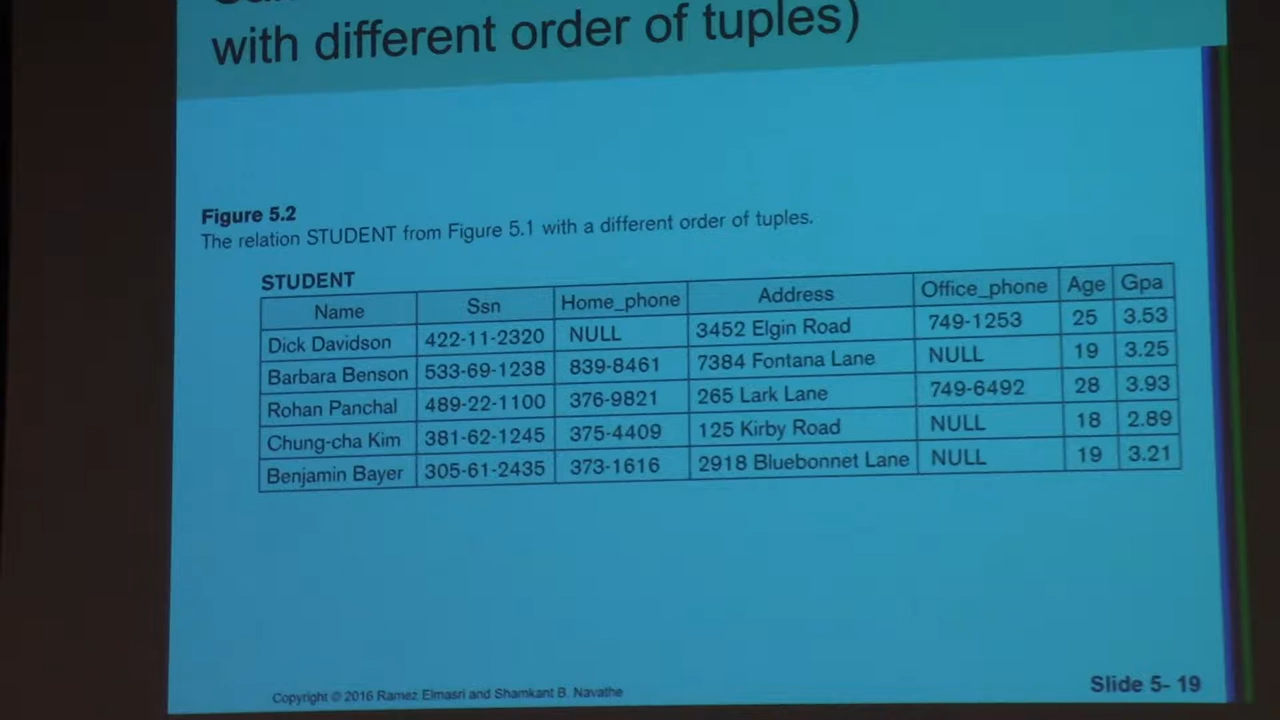 with different order of tuples)
Figure 5.2
The relation STUDENT from Figure 5.1 with a different order of tuples.
STUDENT
Name Ssn Home_phone Address Office_phone Age Gpa
Dick Davidson 422-11-2320 NULL 3452 Elgin Road 749-1253 25 3.53
Barbara Benson 533-69-1238 839-8461 7384 Fontana Lane NULL 19 3.25
Rohan Panchal 489-22-1100 376-9821 265 Lark Lane 749-6492 28 3.93
Chung-cha Kim 381-62-1245 375-4409 125 Kirby Road NULL 18 2.89
Benjamin Bayer 305-61-2435 373-1616 2918 Bluebonnet Lane NULL 19 3.21
Copyright © 2016 Ramez Elmasri and Shamkant B. Navathe
Slide 5- 19